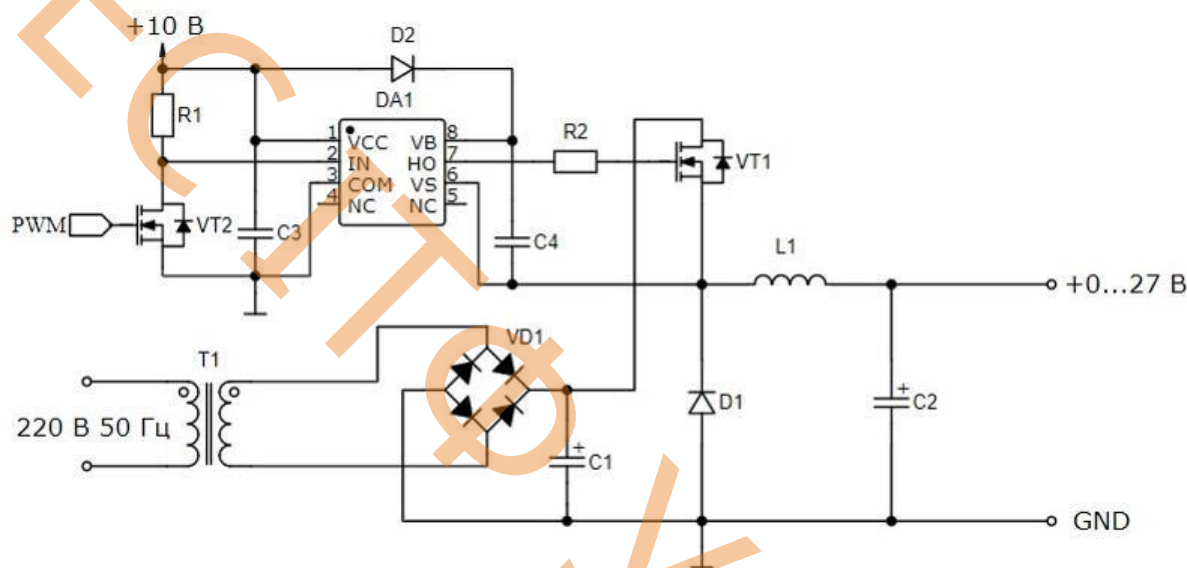 +10 В
D2
R1
DA1
1 VCC VB 8
2 IN HO 7
3 COM VS 6
4 NC NC 5
R2
VT1
PWM
VT2
C3
C4
L1
+0...27 В
T1
VD1
220 В 50 Гц
+
C1
D1
+
C2
GND